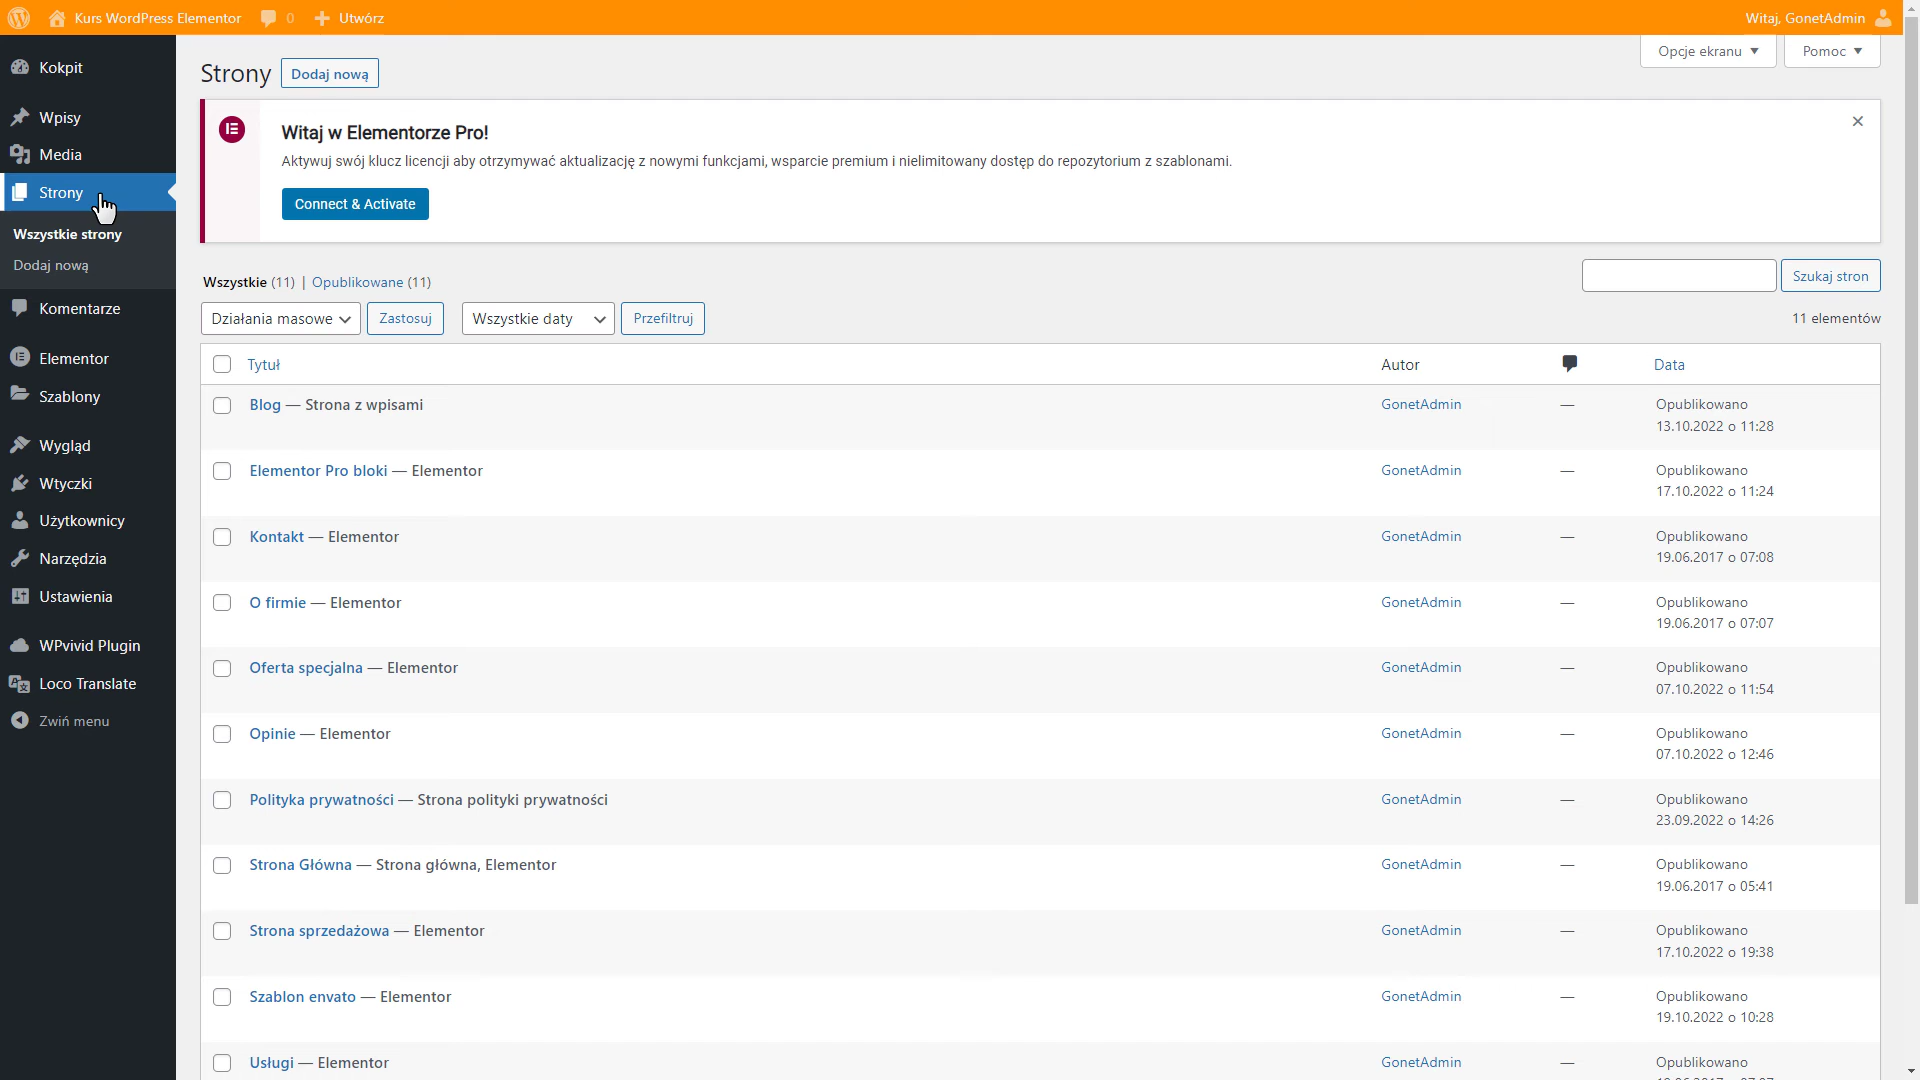 Kurs WordPress Elementor 0 Utwórz Witaj, GonetAdmin
Kokpit
Wpisy
Media
Strony
Wszystkie strony
Dodaj nową
Komentarze
Elementor
Szablony
Wygląd
Wtyczki
Użytkownicy
Narzędzia
Ustawienia
WPvivid Plugin
Loco Translate
Zwiń menu
Opcje ekranu Pomoc
Strony Dodaj nową
Witaj w Elementorze Pro!
Aktywuj swój klucz licencji aby otrzymywać aktualizację z nowymi funkcjami, wsparcie premium i nielimitowany dostęp do repozytorium z szablonami.
Connect & Activate
Wszystkie (11) | Opublikowane (11)
Szukaj stron
Działania masowe Zastosuj Wszystkie daty Przefiltruj 11 elementów
Tytuł Autor Data
Blog — Strona z wpisami GonetAdmin — Opublikowano
13.10.2022 o 11:28
Elementor Pro bloki — Elementor GonetAdmin — Opublikowano
17.10.2022 o 11:24
Kontakt — Elementor GonetAdmin — Opublikowano
19.06.2017 o 07:08
O firmie — Elementor GonetAdmin — Opublikowano
19.06.2017 o 07:07
Oferta specjalna — Elementor GonetAdmin — Opublikowano
07.10.2022 o 11:54
Opinie — Elementor GonetAdmin — Opublikowano
07.10.2022 o 12:46
Polityka prywatności — Strona polityki prywatności GonetAdmin — Opublikowano
23.09.2022 o 14:26
Strona Główna — Strona główna, Elementor GonetAdmin — Opublikowano
19.06.2017 o 05:41
Strona sprzedażowa — Elementor GonetAdmin — Opublikowano
17.10.2022 o 19:38
Szablon envato — Elementor GonetAdmin — Opublikowano
19.10.2022 o 10:28
Usługi — Elementor GonetAdmin — Opublikowano